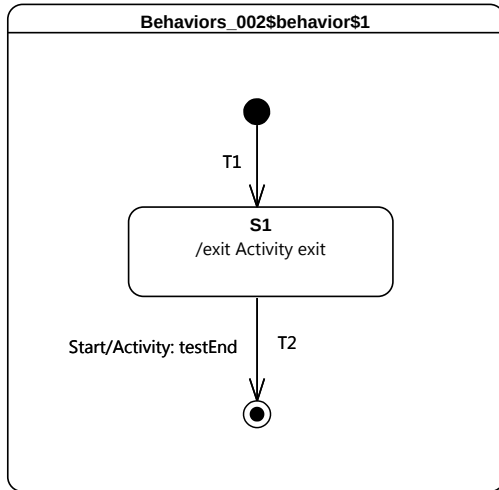 Behaviors_002$behavior$1
T1
S1
/exit Activity exit
Start/Activity: testEnd
T2